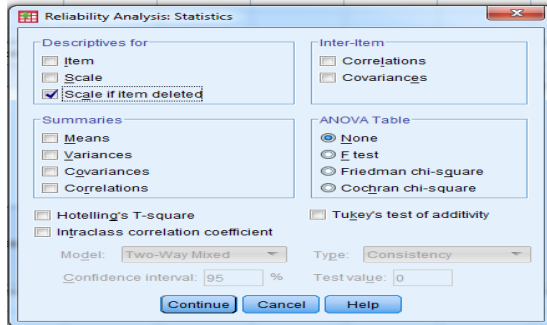 Reliability Analysis: Statistics
Descriptives for
Item
Scale
Scale if item deleted
Inter-Item
Correlations
Covariances
Summaries
Means
Variances
Covariances
Correlations
ANOVA Table
None
F test
Friedman chi-square
Cochran chi-square
Hotelling's T-square
Tukey's test of additivity
Intraclass correlation coefficient
Model: Two-Way Mixed Type: Consistency
Confidence interval: 95 % Test value: 0
Continue Cancel Help